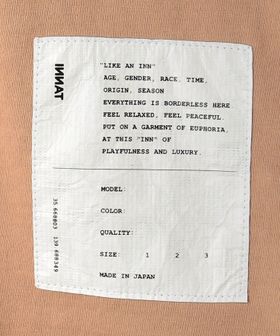 INNAT
"LIKE AN INN"
AGE, GENDER, RACE, TIME,
ORIGIN, SEASON
EVERYTHING IS BORDERLESS HERE
FEEL RELAXED, FEEL PEACEFUL.
PUT ON A GARMENT OF EUPHORIA,
AT THIS "INN" OF
PLAYFULNESS AND LUXURY.
MODEL:
COLOR:
QUALITY:
SIZE: 1 2 3
MADE IN JAPAN